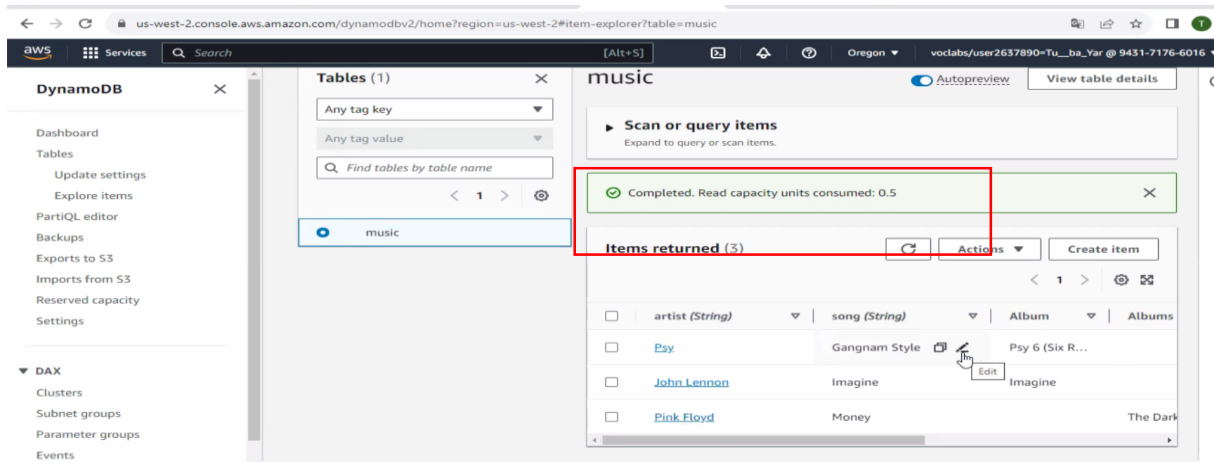 us-west-2.console.aws.amazon.com/dynamodbv2/home?region=us-west-2#item-explorer?table=music
T
aws Services Search [Alt+S] Oregon voclabs/user2637890=Tu__ba_Yar @ 9431-7176-6016
DynamoDB
Dashboard
Tables
Update settings
Explore items
PartiQL editor
Backups
Exports to S3
Imports from S3
Reserved capacity
Settings
DAX
Clusters
Subnet groups
Parameter groups
Events
Tables (1)
Any tag key
Any tag value
Find tables by table name
1
music
music
Autopreview View table details
Scan or query items
Expand to query or scan items.
Completed. Read capacity units consumed: 0.5
Items returned (3) Actions Create item
1
artist (String) song (String) Album Albums
Psy Gangnam Style Psy 6 (Six R...
Edit
John Lennon Imagine Imagine
Pink Floyd Money The Dark